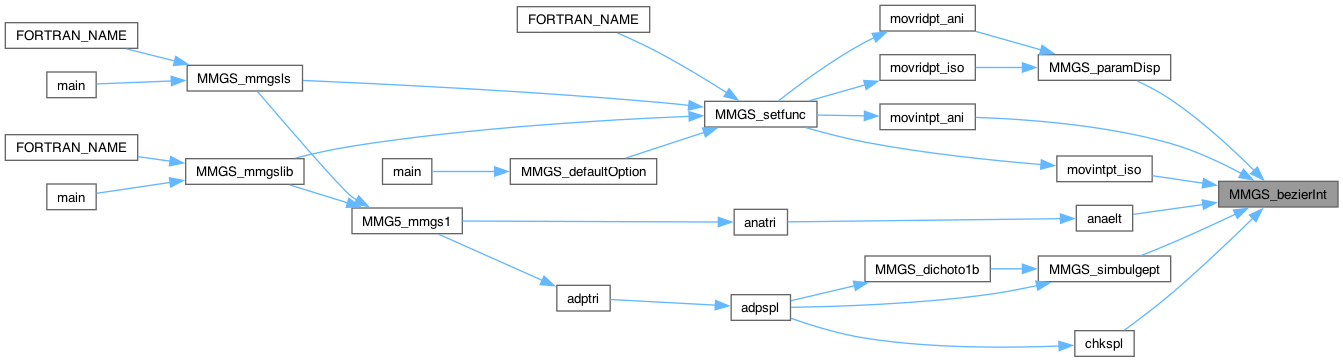 FORTRAN_NAME
main
FORTRAN_NAME
main
MMGS_mmgsls
MMGS_mmgslib
MMG5_mmgs1
main
FORTRAN_NAME
MMGS_defaultOption
adptri
MMGS_setfunc
anatri
adpspl
movridpt_ani
movridpt_iso
movintpt_ani
MMGS_dichoto1b
MMGS_paramDisp
movintpt_iso
anaelt
MMGS_simbulgept
chkspl
MMGS_bezierInt